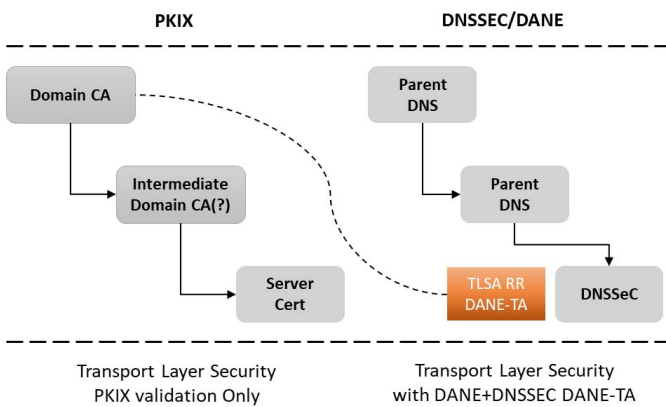 PKIX
DNSSEC/DANE
Domain CA
Parent
DNS
Intermediate
Domain CA(?)
Parent
DNS
Server
Cert
TLSA RR
DANE-TA
DNSSeC
Transport Layer Security
PKIX validation Only
Transport Layer Security
with DANE+DNSSEC DANE-TA